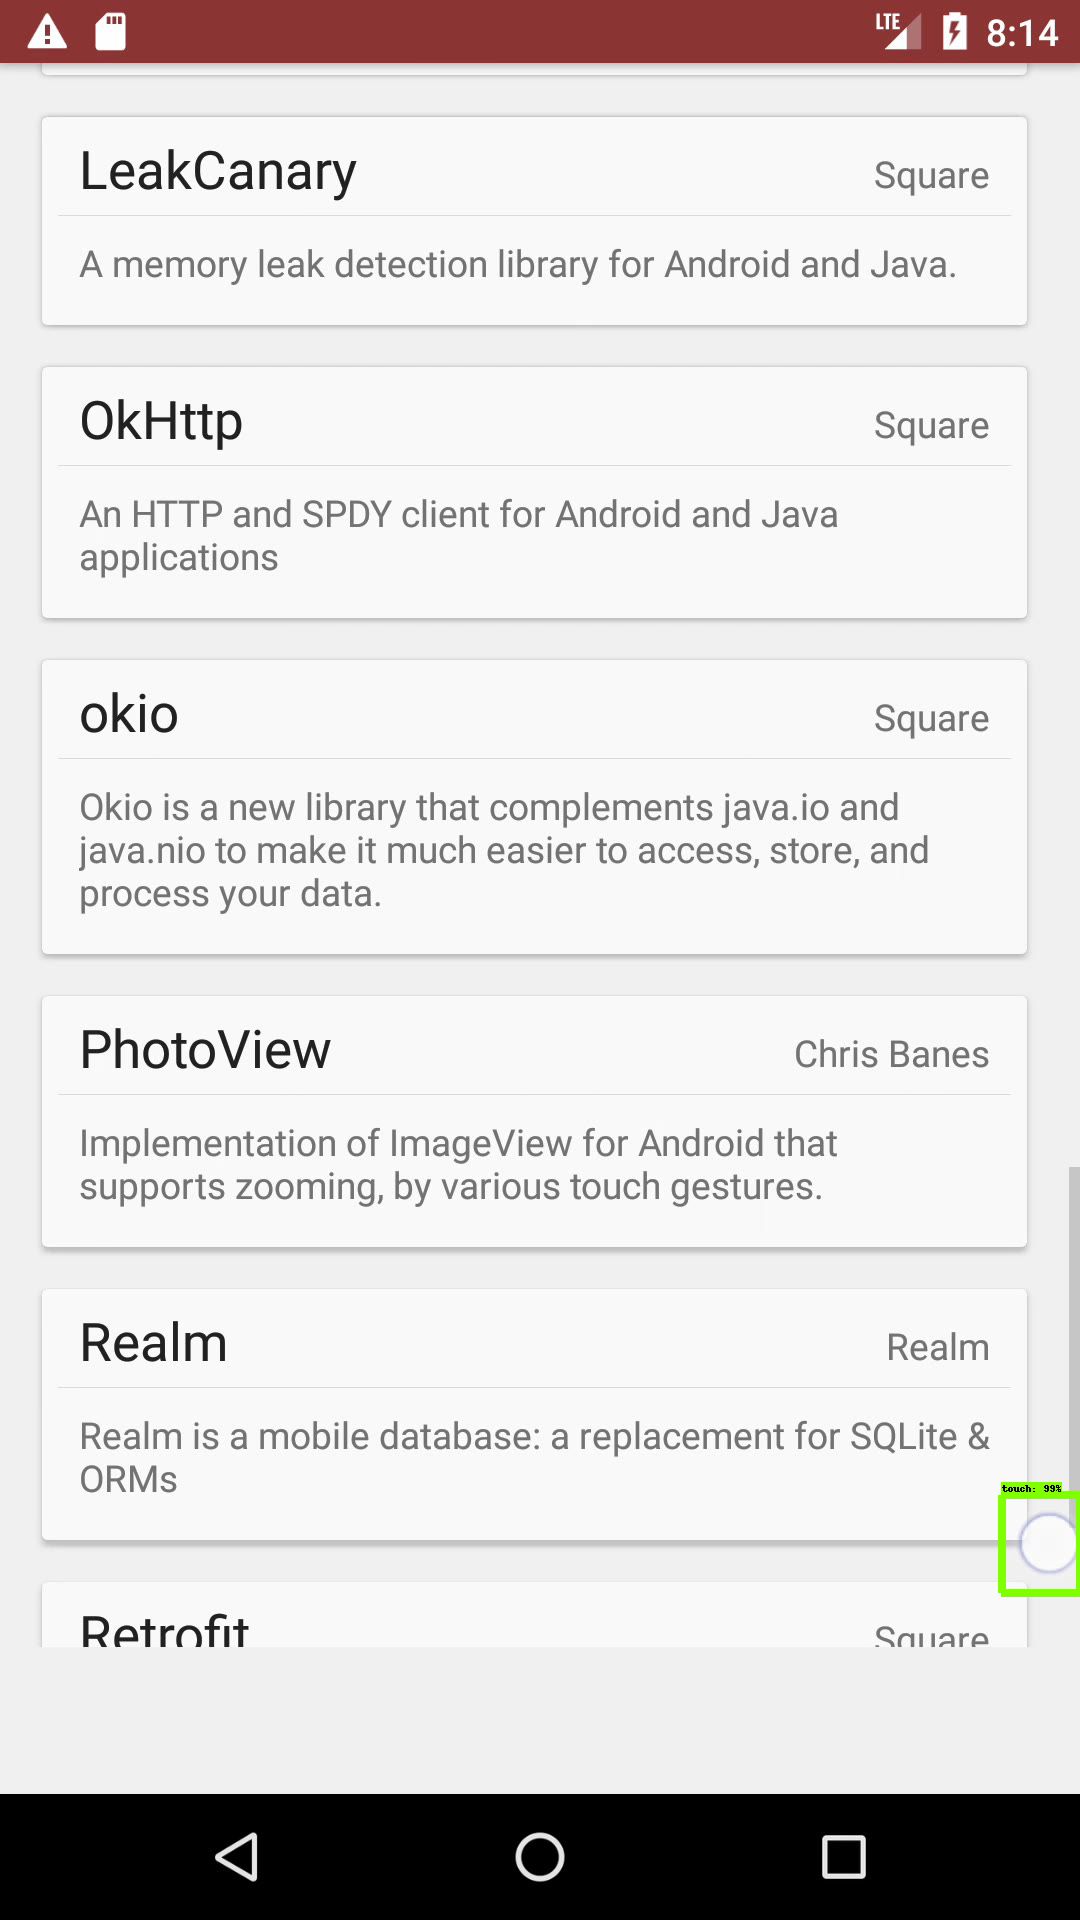 LTE 8:14
LeakCanary Square
A memory leak detection library for Android and Java.
OkHttp Square
An HTTP and SPDY client for Android and Java
applications
okio Square
Okio is a new library that complements java.io and
java.nio to make it much easier to access, store, and
process your data.
PhotoView Chris Banes
Implementation of ImageView for Android that
supports zooming, by various touch gestures.
Realm Realm
Realm is a mobile database: a replacement for SQLite &
ORMs
touch: 99%
Retrofit Square